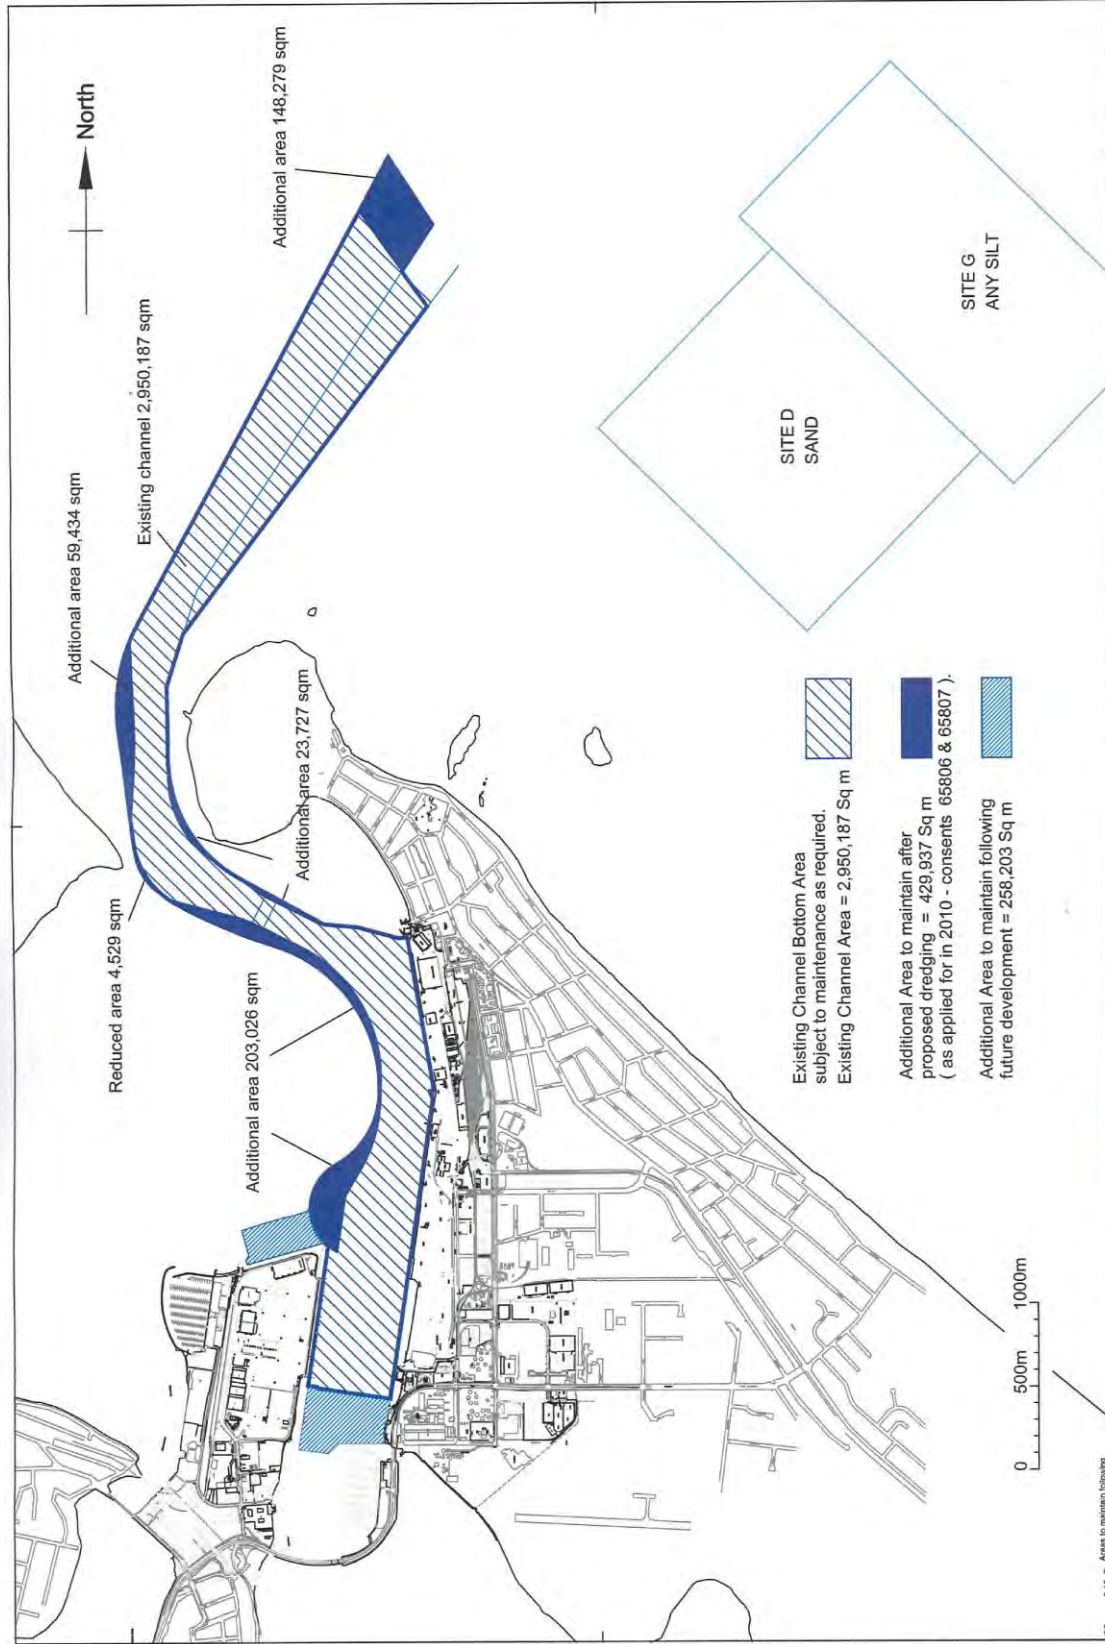 North
Additional area 148,279 sqm
Existing channel 2,950,187 sqm
Additional area 59,434 sqm
Additional area 23,727 sqm
Reduced area 4,529 sqm
Additional area 203,026 sqm
SITE D
SAND
SITE G
ANY SILT
Existing Channel Bottom Area
subject to maintenance as required.
Existing Channel Area = 2,950,187 Sq m
Additional Area to maintain after
proposed dredging = 429,937 Sq m
( as applied for in 2010 - consents 65806 & 65807 ).
Additional Area to maintain following
future development = 258,203 Sq m
0 500m 1000m
Areas to maintain following